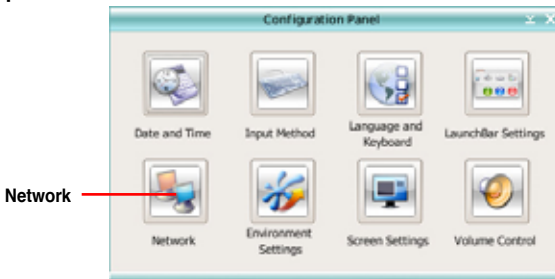 Configuration Panel
Date and Time
Input Method
Language and
Keyboard
LaunchBar Settings
Network
Network
Environment
Settings
Screen Settings
Volume Control